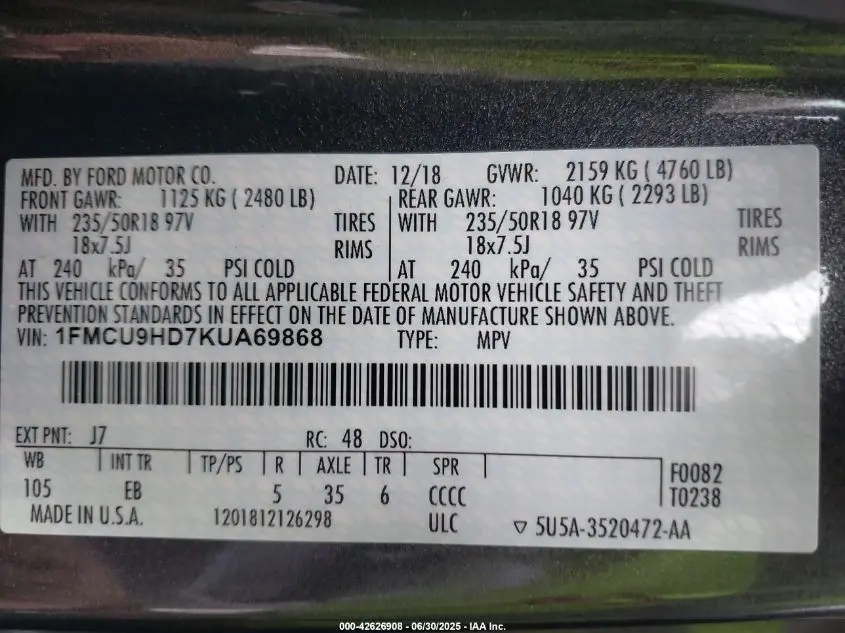 MFD. BY FORD MOTOR CO. DATE: 12/18 GVWR: 2159 KG ( 4760 LB)
FRONT GAWR: 1125 KG ( 2480 LB) REAR GAWR: 1040 KG ( 2293 LB)
WITH 235/50R18 97V TIRES WITH 235/50R18 97V TIRES
18x7.5J RIMS 18x7.5J RIMS
AT 240 kPa/ 35 PSI COLD AT 240 kPa/ 35 PSI COLD
THIS VEHICLE CONFORMS TO ALL APPLICABLE FEDERAL MOTOR VEHICLE SAFETY AND THEFT
PREVENTION STANDARDS IN EFFECT ON THE DATE OF MANUFACTURE SHOWN ABOVE.
VIN: 1FMCU9HD7KUA69868 TYPE: MPV
EXT PNT: J7 RC: 48 DSO:
WB INT TR TP/PS R AXLE TR SPR F0082
105 EB 5 35 6 CCCC T0238
MADE IN U.S.A. 1201812126298 ULC ▽ 5U5A-3520472-AA
000-42626908 - 06/30/2025 - IAA Inc.